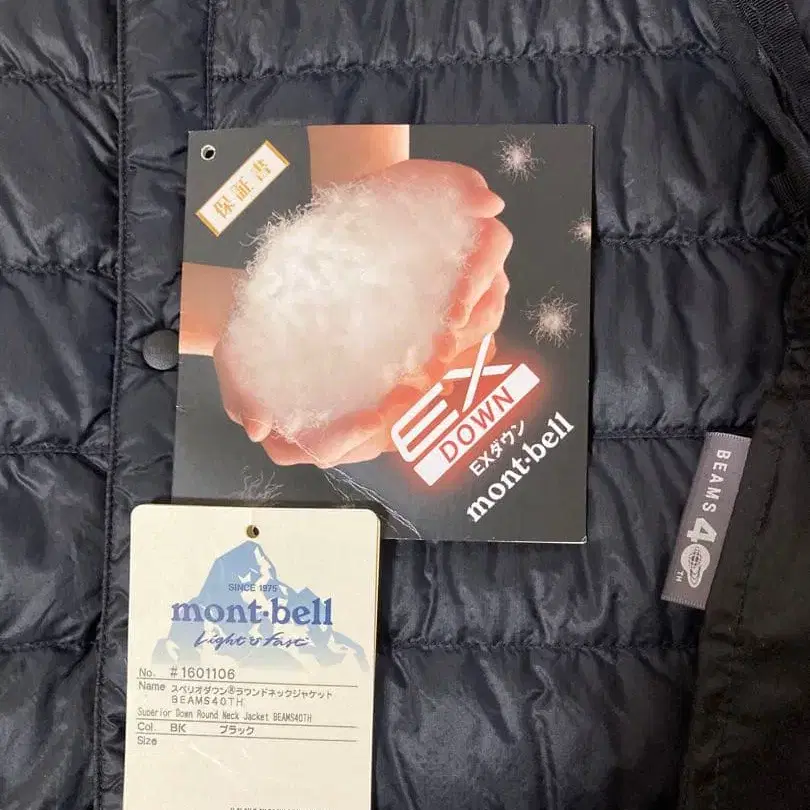 保証書
EX
DOWN
EXダウン
mont-bell
BEAMS 40TH
SINCE 1975
mont-bell
Light & Fast
No. #1601106
Name スペリオダウン®ラウンドネックジャケット
BEAMS40TH
Superior Down Round Neck Jacket BEAMS40TH
Col. BK ブラック
Size